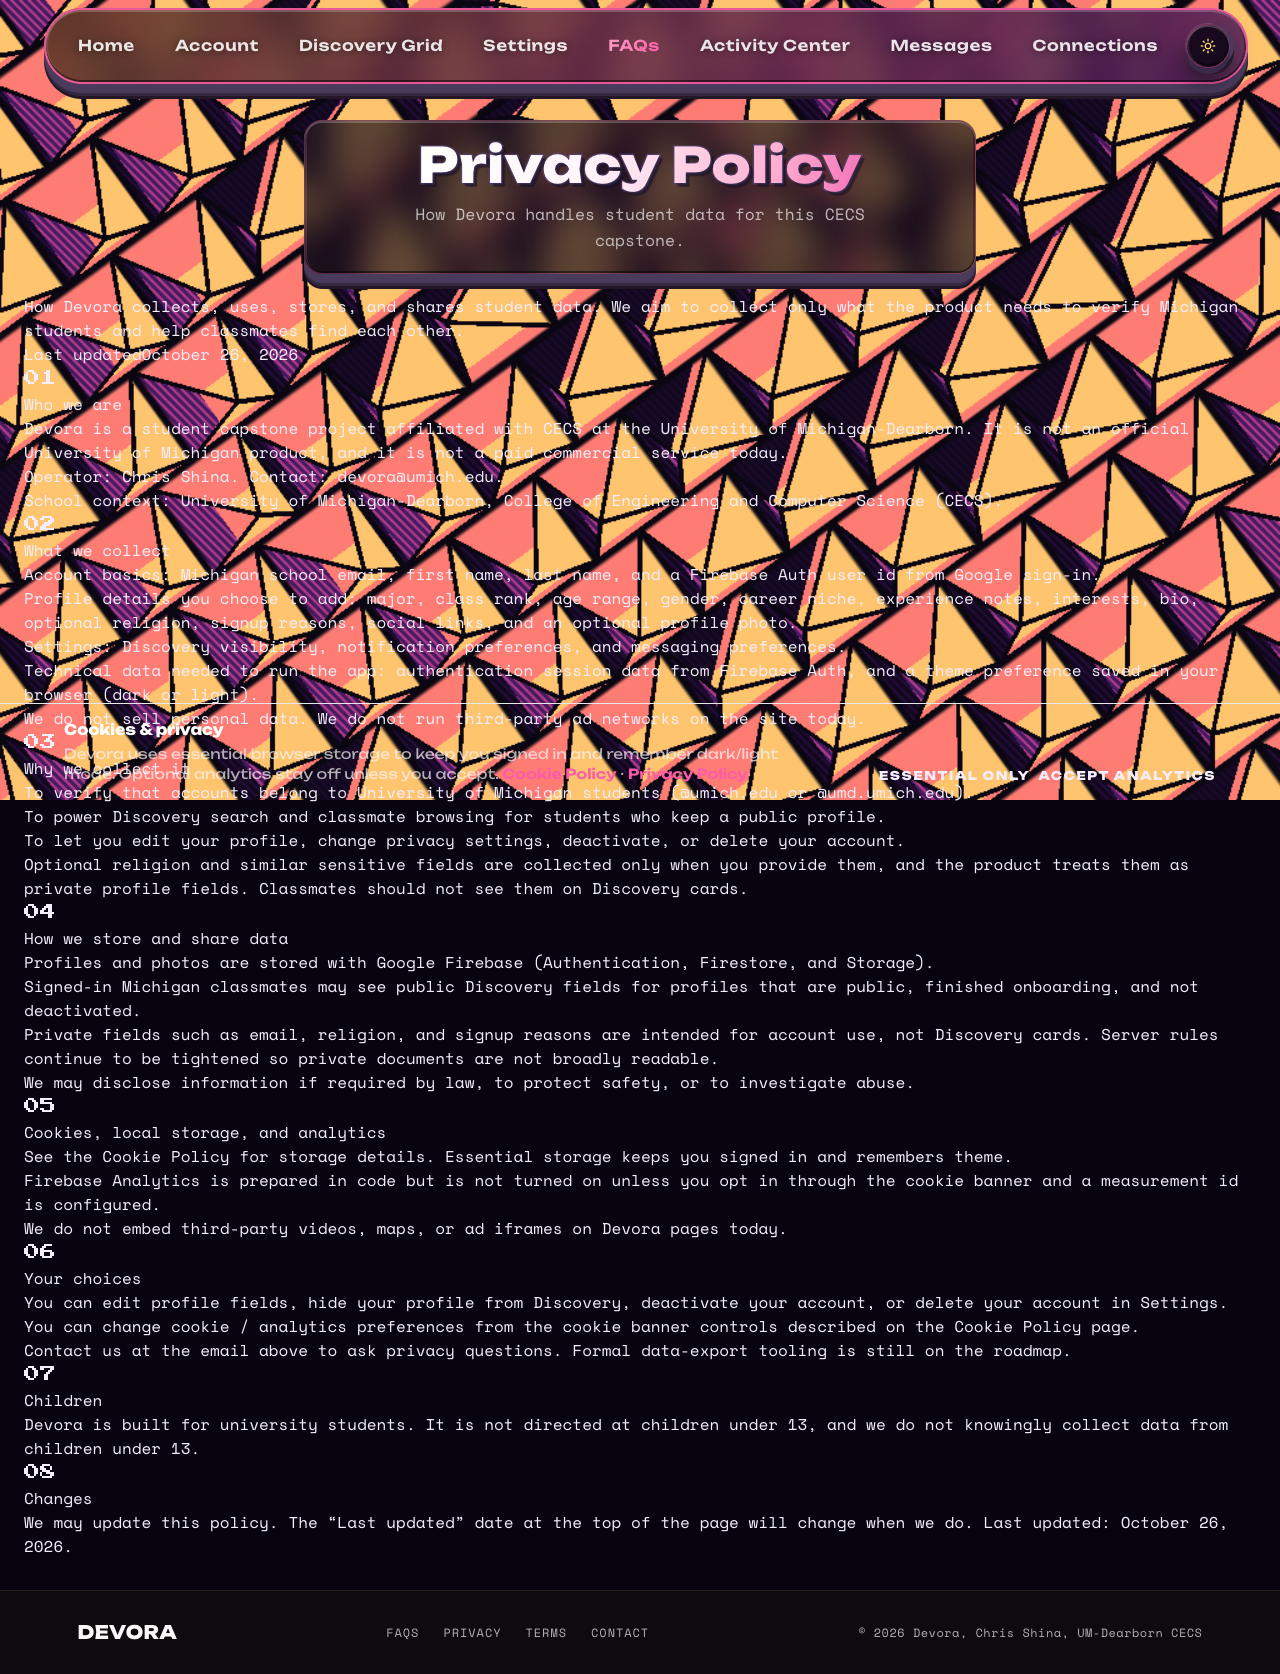 Home Account Discovery Grid Settings FAQs Activity Center Messages Connections
Privacy Policy
How Devora handles student data for this CECS
capstone.
How Devora collects, uses, stores, and shares student data. We aim to collect only what the product needs to verify Michigan
students and help classmates find each other.
Last updatedOctober 26, 2026
01
Who we are
Devora is a student capstone project affiliated with CECS at the University of Michigan-Dearborn. It is not an official
University of Michigan product, and it is not a paid commercial service today.
Operator: Chris Shina. Contact: devora@umich.edu.
School context: University of Michigan-Dearborn, College of Engineering and Computer Science (CECS).
02
What we collect
Account basics: Michigan school email, first name, last name, and a Firebase Auth user id from Google sign-in.
Profile details you choose to add: major, class rank, age range, gender, career niche, experience notes, interests, bio,
optional religion, signup reasons, social links, and an optional profile photo.
Settings: Discovery visibility, notification preferences, and messaging preferences.
Technical data needed to run the app: authentication session data from Firebase Auth, and a theme preference saved in your
browser (dark or light).
We do not sell personal data. We do not run third-party ad networks on the site today.
Cookies & privacy
03
Devora uses essential browser storage to keep you signed in and remember dark/light
mode. Optional analytics stay off unless you accept. Cookie Policy · Privacy Policy
ESSENTIAL ONLY ACCEPT ANALYTICS
Why we collect it
To verify that accounts belong to University of Michigan students (@umich.edu or @umd.umich.edu).
To power Discovery search and classmate browsing for students who keep a public profile.
To let you edit your profile, change privacy settings, deactivate, or delete your account.
Optional religion and similar sensitive fields are collected only when you provide them, and the product treats them as
private profile fields. Classmates should not see them on Discovery cards.
04
How we store and share data
Profiles and photos are stored with Google Firebase (Authentication, Firestore, and Storage).
Signed-in Michigan classmates may see public Discovery fields for profiles that are public, finished onboarding, and not
deactivated.
Private fields such as email, religion, and signup reasons are intended for account use, not Discovery cards. Server rules
continue to be tightened so private documents are not broadly readable.
We may disclose information if required by law, to protect safety, or to investigate abuse.
05
Cookies, local storage, and analytics
See the Cookie Policy for storage details. Essential storage keeps you signed in and remembers theme.
Firebase Analytics is prepared in code but is not turned on unless you opt in through the cookie banner and a measurement id
is configured.
We do not embed third-party videos, maps, or ad iframes on Devora pages today.
06
Your choices
You can edit profile fields, hide your profile from Discovery, deactivate your account, or delete your account in Settings.
You can change cookie / analytics preferences from the cookie banner controls described on the Cookie Policy page.
Contact us at the email above to ask privacy questions. Formal data-export tooling is still on the roadmap.
07
Children
Devora is built for university students. It is not directed at children under 13, and we do not knowingly collect data from
children under 13.
08
Changes
We may update this policy. The “Last updated” date at the top of the page will change when we do. Last updated: October 26,
2026.
DEVORA FAQS PRIVACY TERMS CONTACT © 2026 Devora, Chris Shina, UM-Dearborn CECS